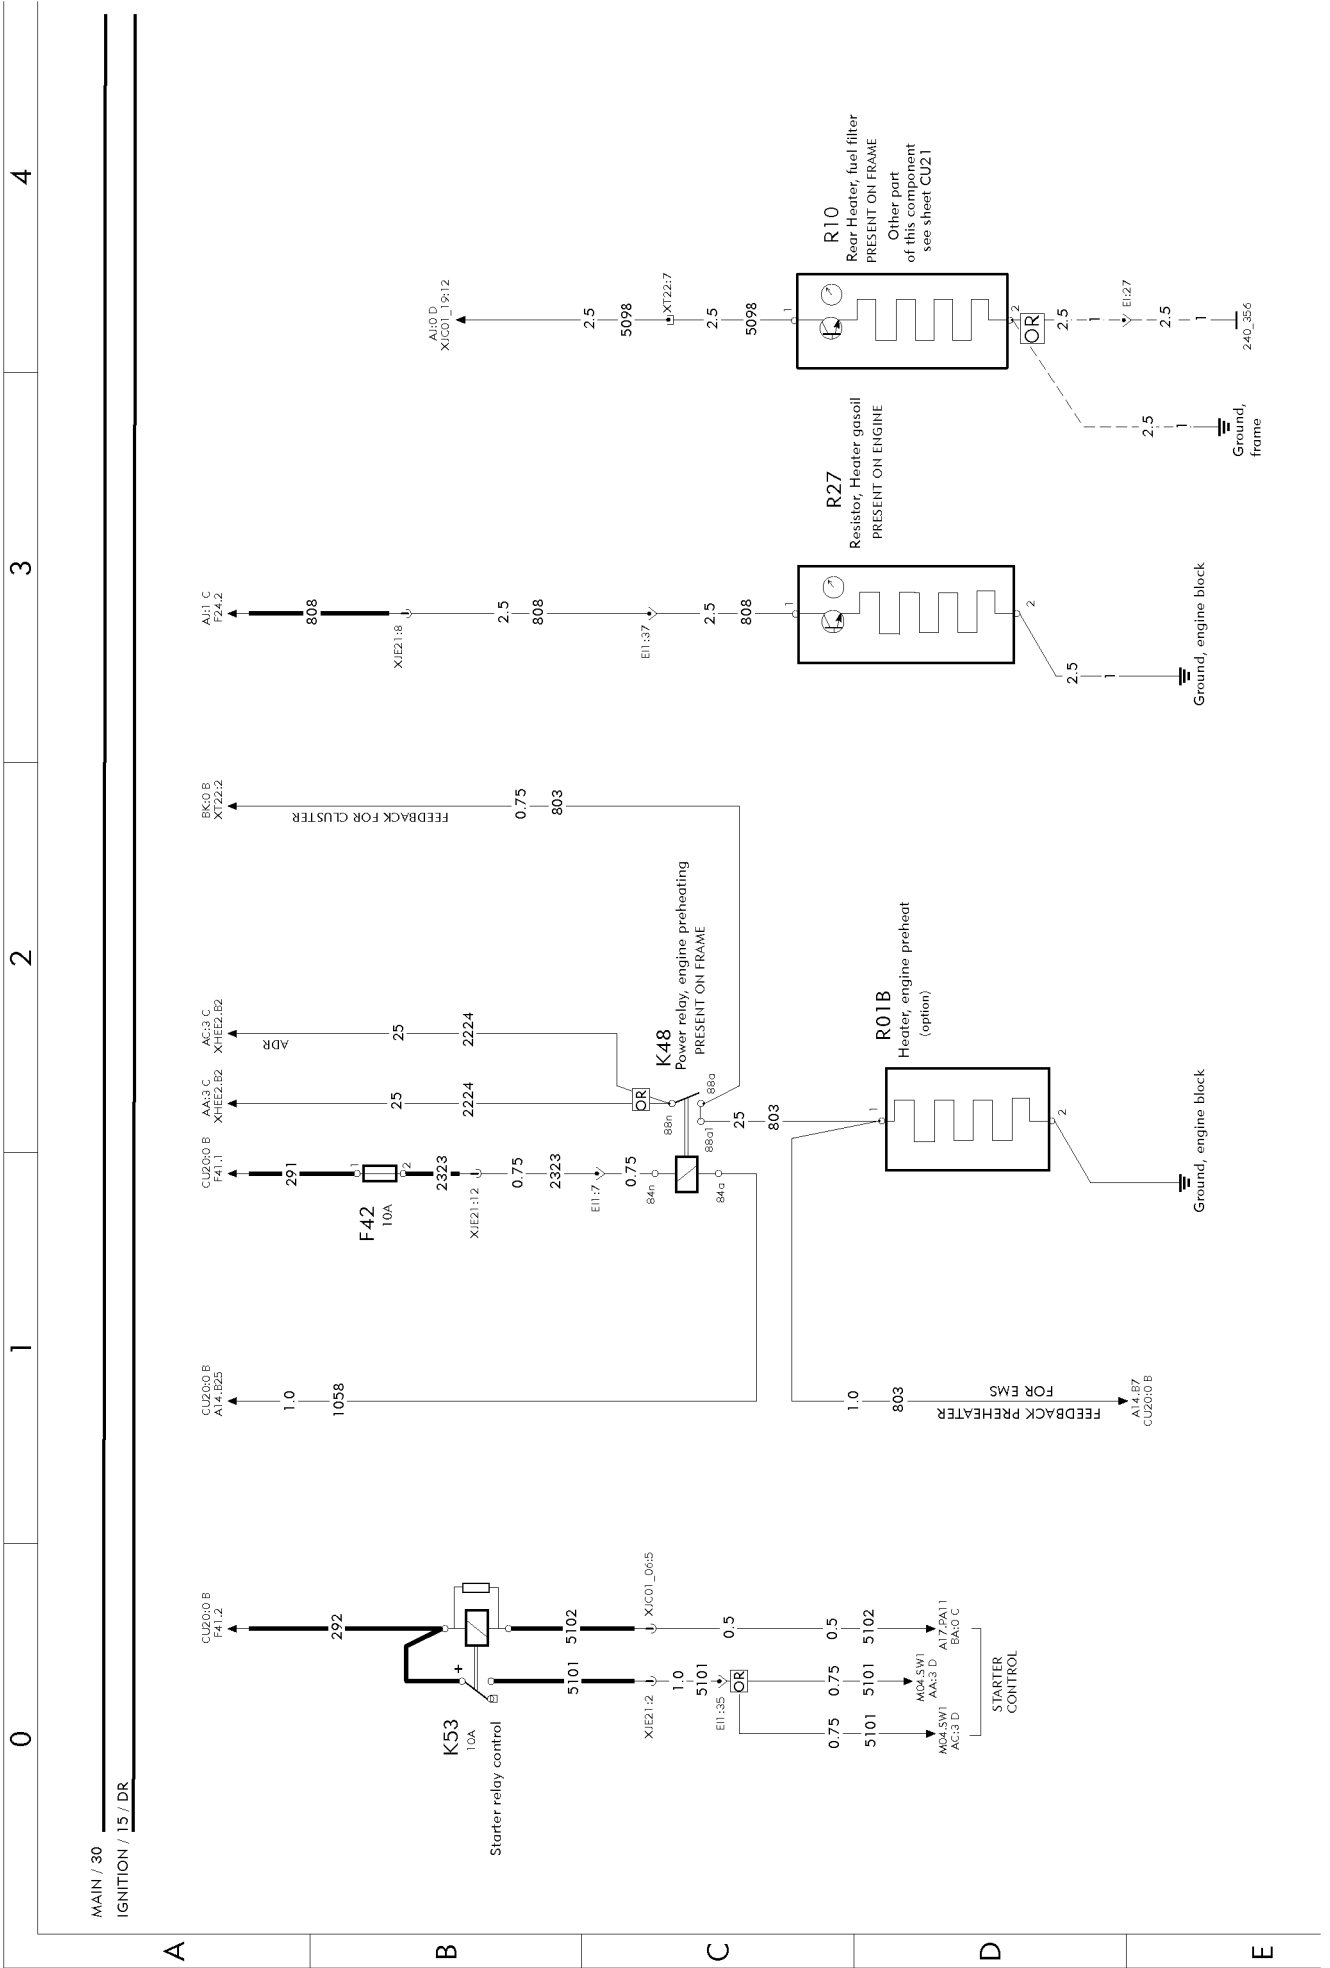 0
1
2
3
4
A
B
C
D
E
MAIN / 30
IGNITION / 15 / DR
CU20:0 B
F41.2
292
K53
10A
+
Starter relay control
5101
5102
XJE21:2
XJC01_06:5
1.0
5101
0.5
EI1:35
OR
0.75
5101
0.75
5101
0.5
5102
M04.SW1
AC:3 D
M04.SW1
AA:3 D
A17.PA11
BA:0 C
STARTER
CONTROL
CU20:0 B
A14.B25
1.0
1058
1.0
803
FEEDBACK PREHEATER
FOR EMS
A14.B7
CU20:0 B
CU20:0 B
F41.1
291
F42
10A
1
2
2323
XJE21:12
0.75
2323
EI1:7
0.75
84n
84a
AA:3 C
XHEE2.B2
25
2224
AC:3 C
XHEE2.B2
ADR
25
2224
OR
88n
88a
88a1
K48
Power relay, engine preheating
PRESENT ON FRAME
25
803
BK:0 B
XT22:2
FEEDBACK FOR CLUSTER
0.75
803
R01B
Heater, engine preheat
(option)
1
2
Ground, engine block
AJ:1 C
F24.2
808
XJE21:8
2.5
808
EI1:37
2.5
808
R27
Resistor, Heater gasoil
PRESENT ON ENGINE
1
2
2.5
1
Ground, engine block
AJ:0 D
XJC01_19:12
2.5
5098
XT22:7
2.5
5098
R10
Rear Heater, fuel filter
PRESENT ON FRAME
Other part
of this component
see sheet CU21
1
2
OR
2.5
1
EI:27
2.5
1
240_356
2.5
1
Ground,
frame